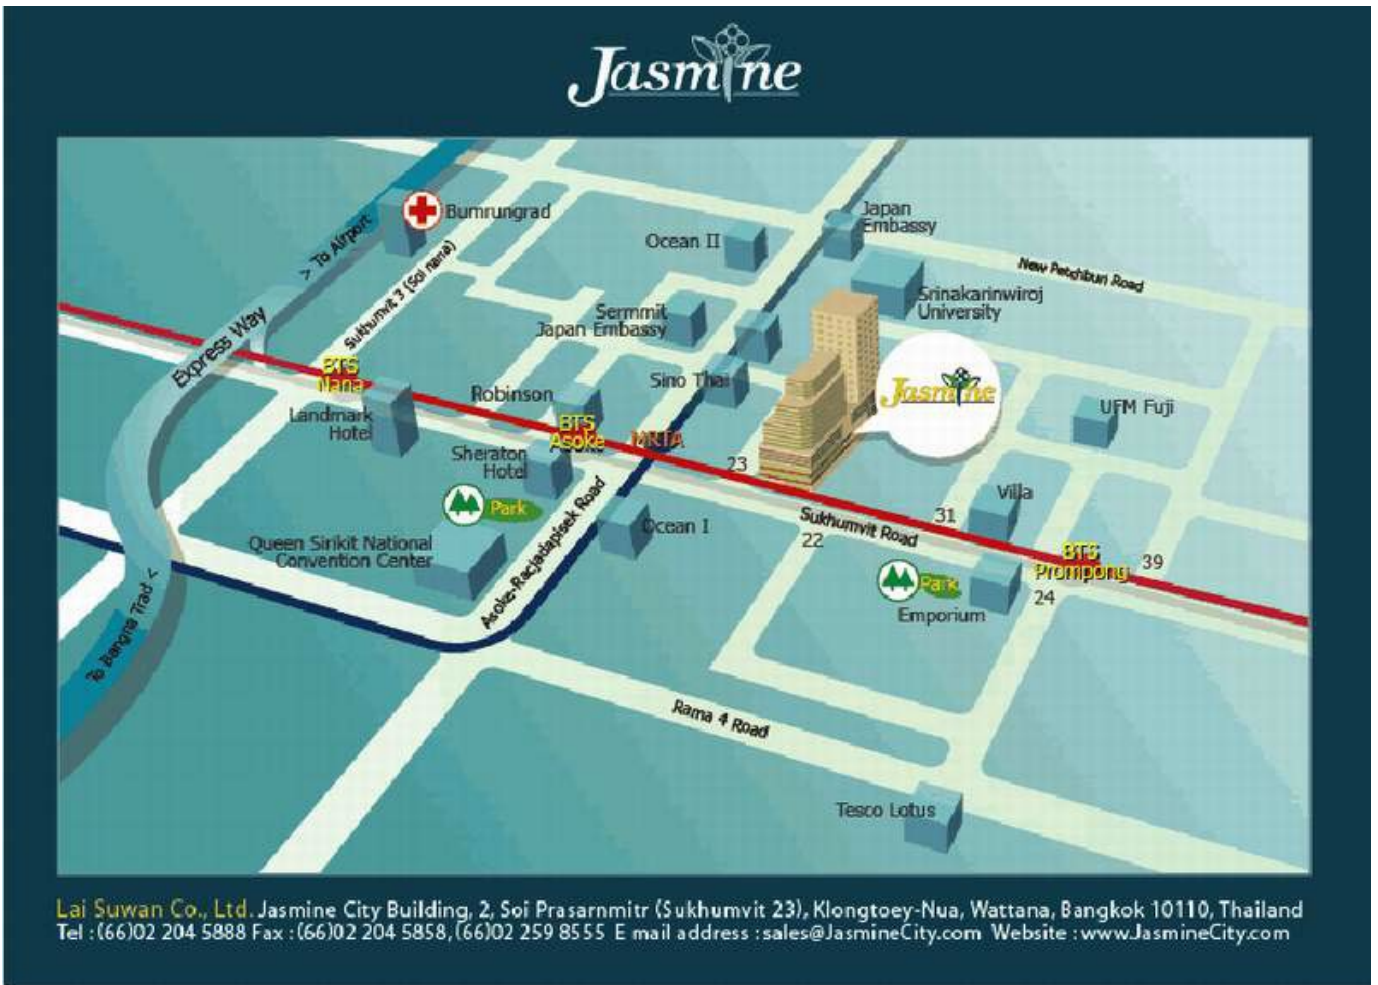 Jasmine
Bumrungrad
Japan
Embassy
Ocean II
> To Airport
Sukhumvit 3 (Soi nana)
New Petchburi Road
Srinakarinwiroj
University
Sermmit
Japan Embassy
Express Way
BTS
Nana
Sino Thai
Jasmine
Robinson
Landmark
Hotel
UFM Fuji
BTS
Asoke
MRTA
Sheraton
Hotel
23
Park
Villa
Asoke-Racjadapisek Road
Ocean I
31
Sukhumvit Road
22
Queen Sirikit National
Convention Center
BTS
Prompong
39
Park
24
Emporium
To Bangna Trad <
Rama 4 Road
Tesco Lotus
Lai Suwan Co., Ltd. Jasmine City Building, 2, Soi Prasarnmitr (Sukhumvit 23), Klongtoey-Nua, Wattana, Bangkok 10110, Thailand
Tel :(66)02 204 5888 Fax :(66)02 204 5858,(66)02 259 8555 E mail address :sales@JasmineCity.com Website :www.JasmineCity.com